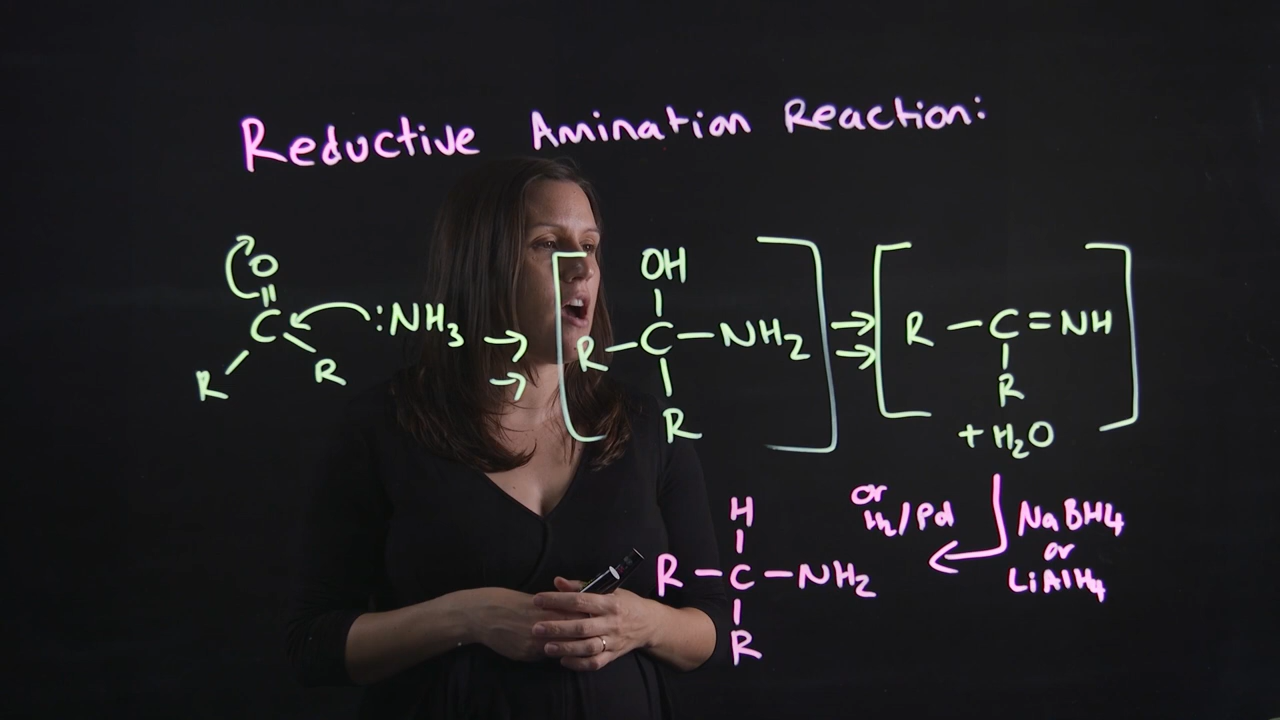 Reductive Amination Reaction:
O
C
R R
:NH3
OH
R-C-NH2
R
R-C=NH
R
+ H2O
or
H2/Pd
NaBH4
or
LiAlH4
H
R-C-NH2
R